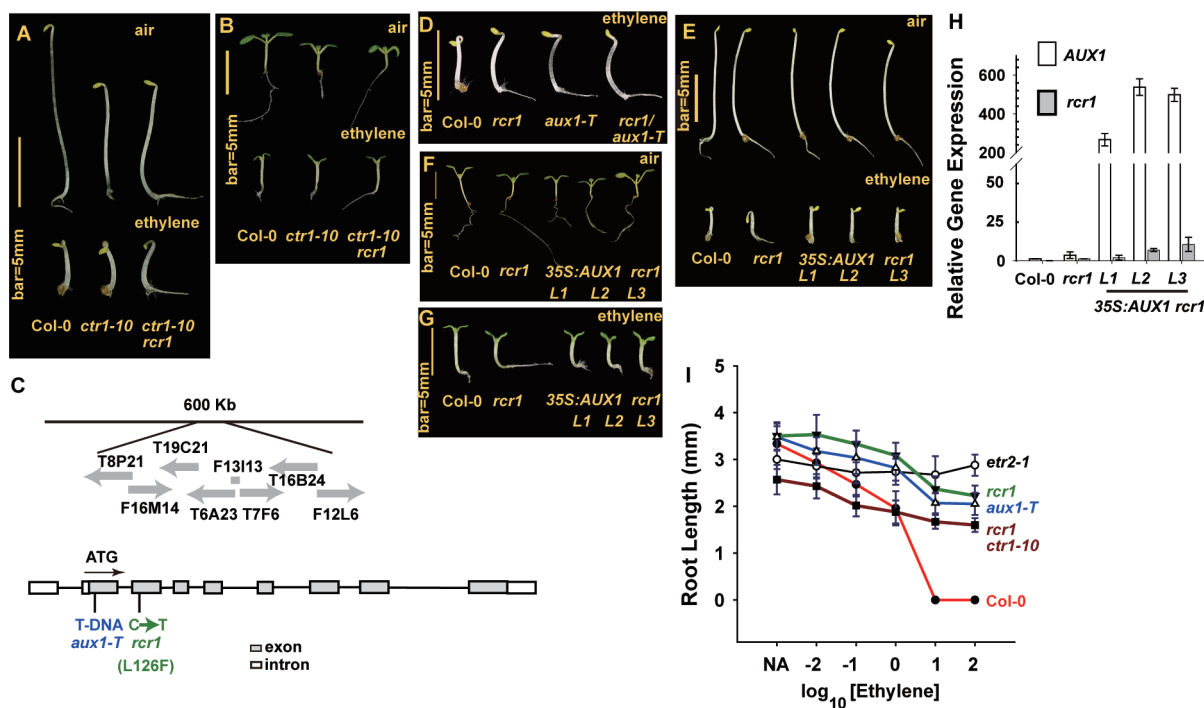 A
air
bar=5mm
ethylene
Col-0 ctr1-10 ctr1-10
rcr1
B
air
bar=5mm
ethylene
bar=5mm
Col-0 ctr1-10 ctr1-10
rcr1
C
600 Kb
T8P21 T19C21 F13I13 T16B24
F16M14 T6A23 T7F6 F12L6
ATG
T-DNA C T
aux1-T rcr1
(L126F)
exon
intron
D
ethylene
bar=5mm
Col-0 rcr1 aux1-T rcr1/
aux1-T
E
air
bar=5mm
ethylene
Col-0 rcr1 35S:AUX1 rcr1
L1 L2 L3
F
air
bar=5mm
Col-0 rcr1 35S:AUX1 rcr1
L1 L2 L3
G
ethylene
bar=5mm
Col-0 rcr1 35S:AUX1 rcr1
L1 L2 L3
H
AUX1
rcr1
Relative Gene Expression
600
400
200
50
25
0
Col-0 rcr1 L1 L2 L3
35S:AUX1 rcr1
I
Root Length (mm)
5
4
3
2
1
0
NA -2 -1 0 1 2
log10 [Ethylene]
etr2-1
rcr1
aux1-T
rcr1
ctr1-10
Col-0